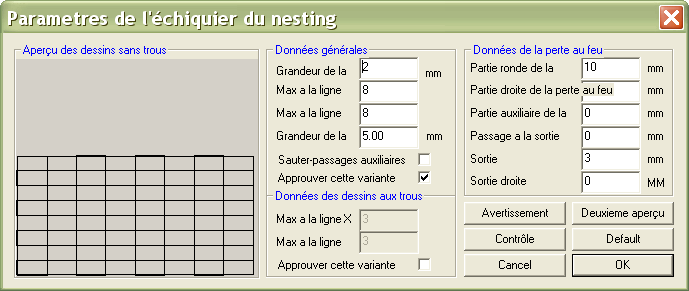 Parametres de l'échiquier du nesting
Aperçu des dessins sans trous
Données générales
Grandeur de la 2 mm
Max a la ligne 8
Max a la ligne 8
Grandeur de la 5.00 mm
Sauter-passages auxiliaires
Approuver cette variante
Données des dessins aux trous
Max a la ligne X 3
Max a la ligne 3
Approuver cette variante
Données de la perte au feu
Partie ronde de la 10 mm
Partie droite de la perte au feu mm
Partie auxiliaire de la 0 mm
Passage a la sortie 0 mm
Sortie 3 mm
Sortie droite 0 MM
Avertissement Deuxieme aperçu
Contrôle Default
Cancel OK